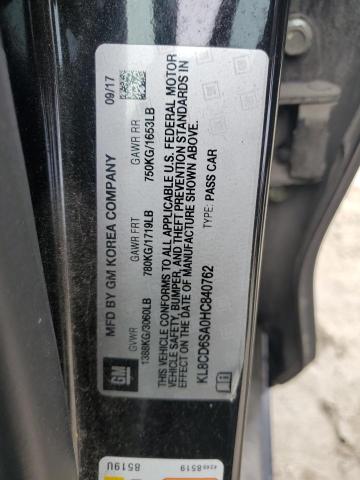 MFD BY GM KOREA COMPANY
09/17
GVWR GAWR FRT GAWR RR
1388KG/3060LB 780KG/1719LB 750KG/1653LB
THIS VEHICLE CONFORMS TO ALL APPLICABLE U.S. FEDERAL MOTOR
VEHICLE SAFETY, BUMPER, AND THEFT PREVENTION STANDARDS IN
EFFECT ON THE DATE OF MANUFACTURE SHOWN ABOVE.
KL8CD6SA0HC840762 TYPE: PASS CAR
GM
8519U
8519